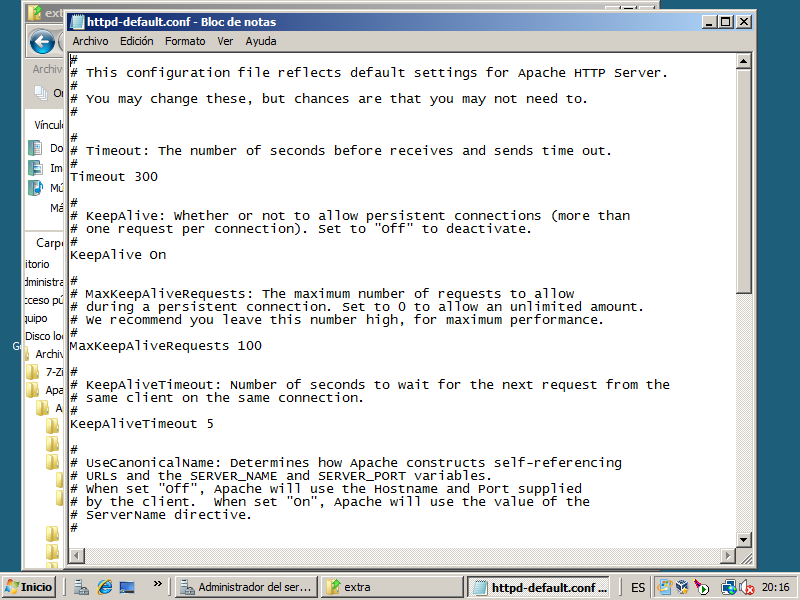 httpd-default.conf - Bloc de notas
Archivo Edición Formato Ver Ayuda
#
# This configuration file reflects default settings for Apache HTTP Server.
#
# You may change these, but chances are that you may not need to.
#
#
# Timeout: The number of seconds before receives and sends time out.
#
Timeout 300
#
# KeepAlive: Whether or not to allow persistent connections (more than
# one request per connection). Set to "Off" to deactivate.
#
KeepAlive On
#
# MaxKeepAliveRequests: The maximum number of requests to allow
# during a persistent connection. Set to 0 to allow an unlimited amount.
# We recommend you leave this number high, for maximum performance.
#
MaxKeepAliveRequests 100
#
# KeepAliveTimeout: Number of seconds to wait for the next request from the
# same client on the same connection.
#
KeepAliveTimeout 5
#
# UseCanonicalName: Determines how Apache constructs self-referencing
# URLs and the SERVER_NAME and SERVER_PORT variables.
# When set "Off", Apache will use the Hostname and Port supplied
# by the client.  When set "On", Apache will use the value of the
# ServerName directive.
#
ext
Archiv
Or
Víncul
Do
Im
Mú
Má
Carpe
itorio
dministra
cceso pú
quipo
Disco loc
Archiv
7-Zi
Apa
A
G
Inicio
»
Administrador del ser...
extra
httpd-default.conf ...
ES
20:16